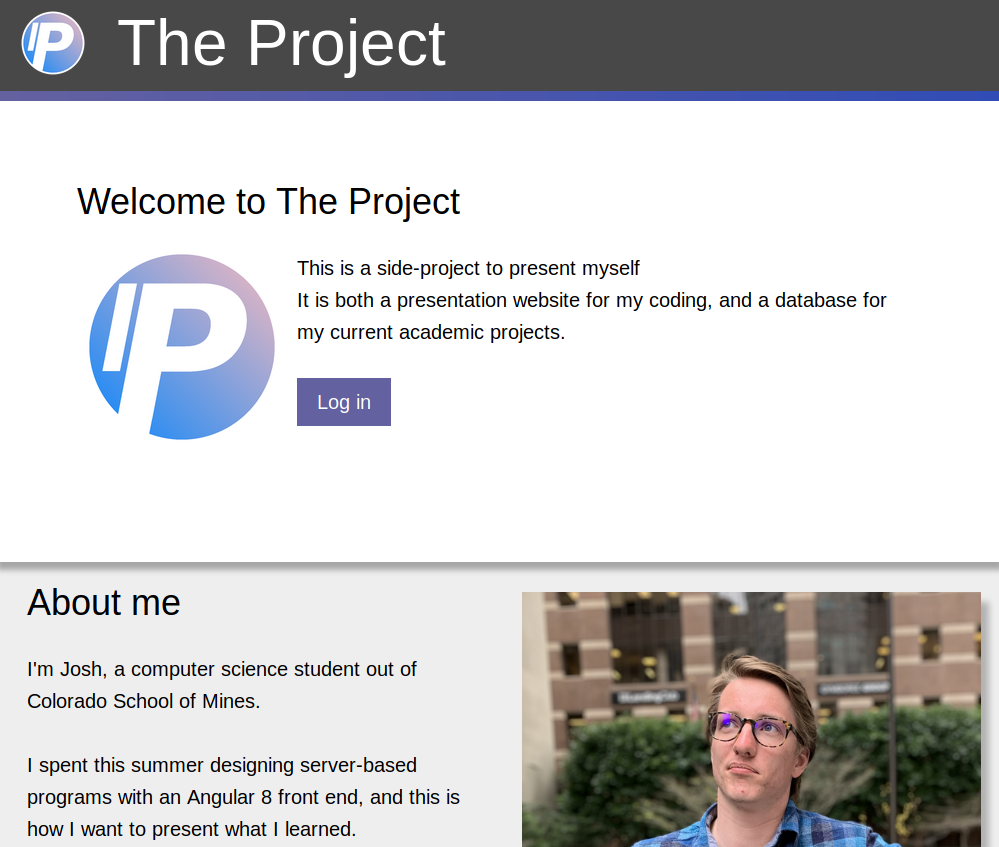 The Project
Welcome to The Project
This is a side-project to present myself
It is both a presentation website for my coding, and a database for
my current academic projects.
Log in
About me
I'm Josh, a computer science student out of
Colorado School of Mines.
I spent this summer designing server-based
programs with an Angular 8 front end, and this is
how I want to present what I learned.